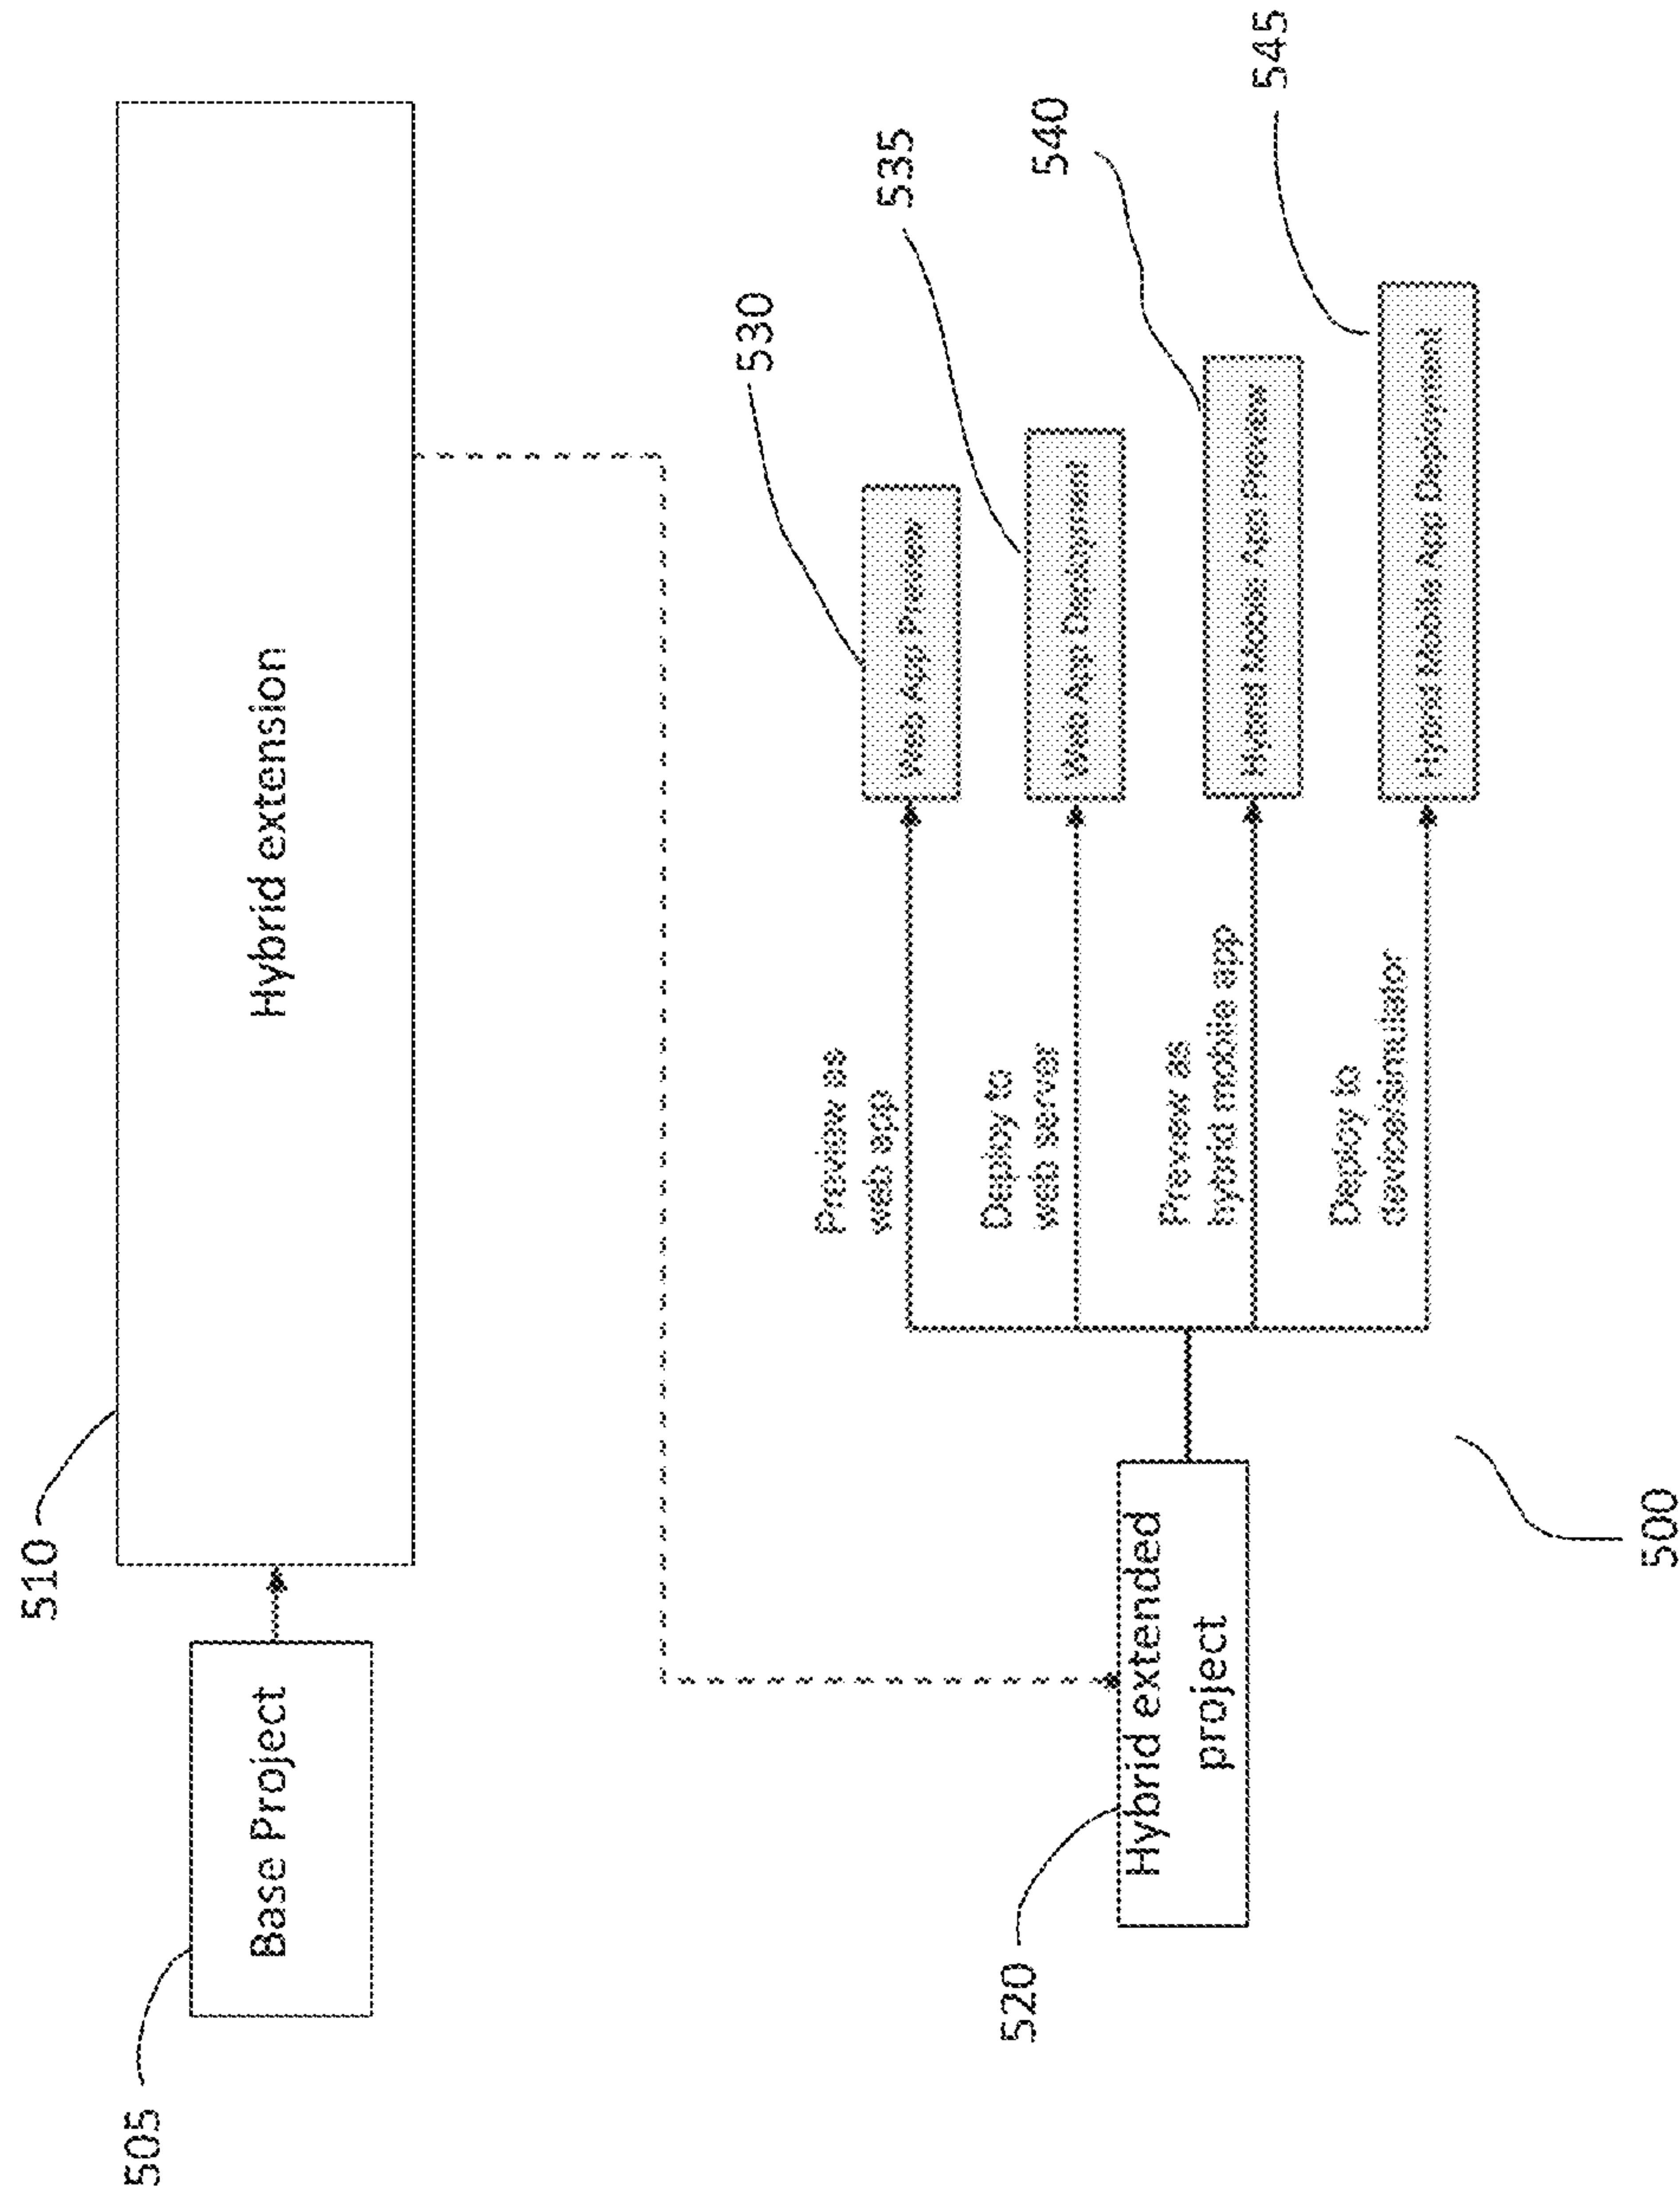 510
Hybrid extension
505
Base Project
520
Hybrid extended
project
Preview as
web app
530
Web App Preview
Deploy to
web server
535
Web App Deployment
Preview as
hybrid mobile app
540
Hybrid Mobile App Preview
Deploy to
device/simulator
545
Hybrid Mobile App Deployment
500